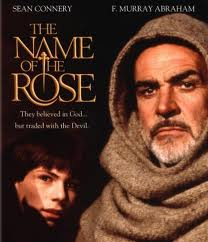 SEAN CONNERY F. MURRAY ABRAHAM
THE
NAME
OF THE
ROSE
They believed in God...
but traded with the Devil.